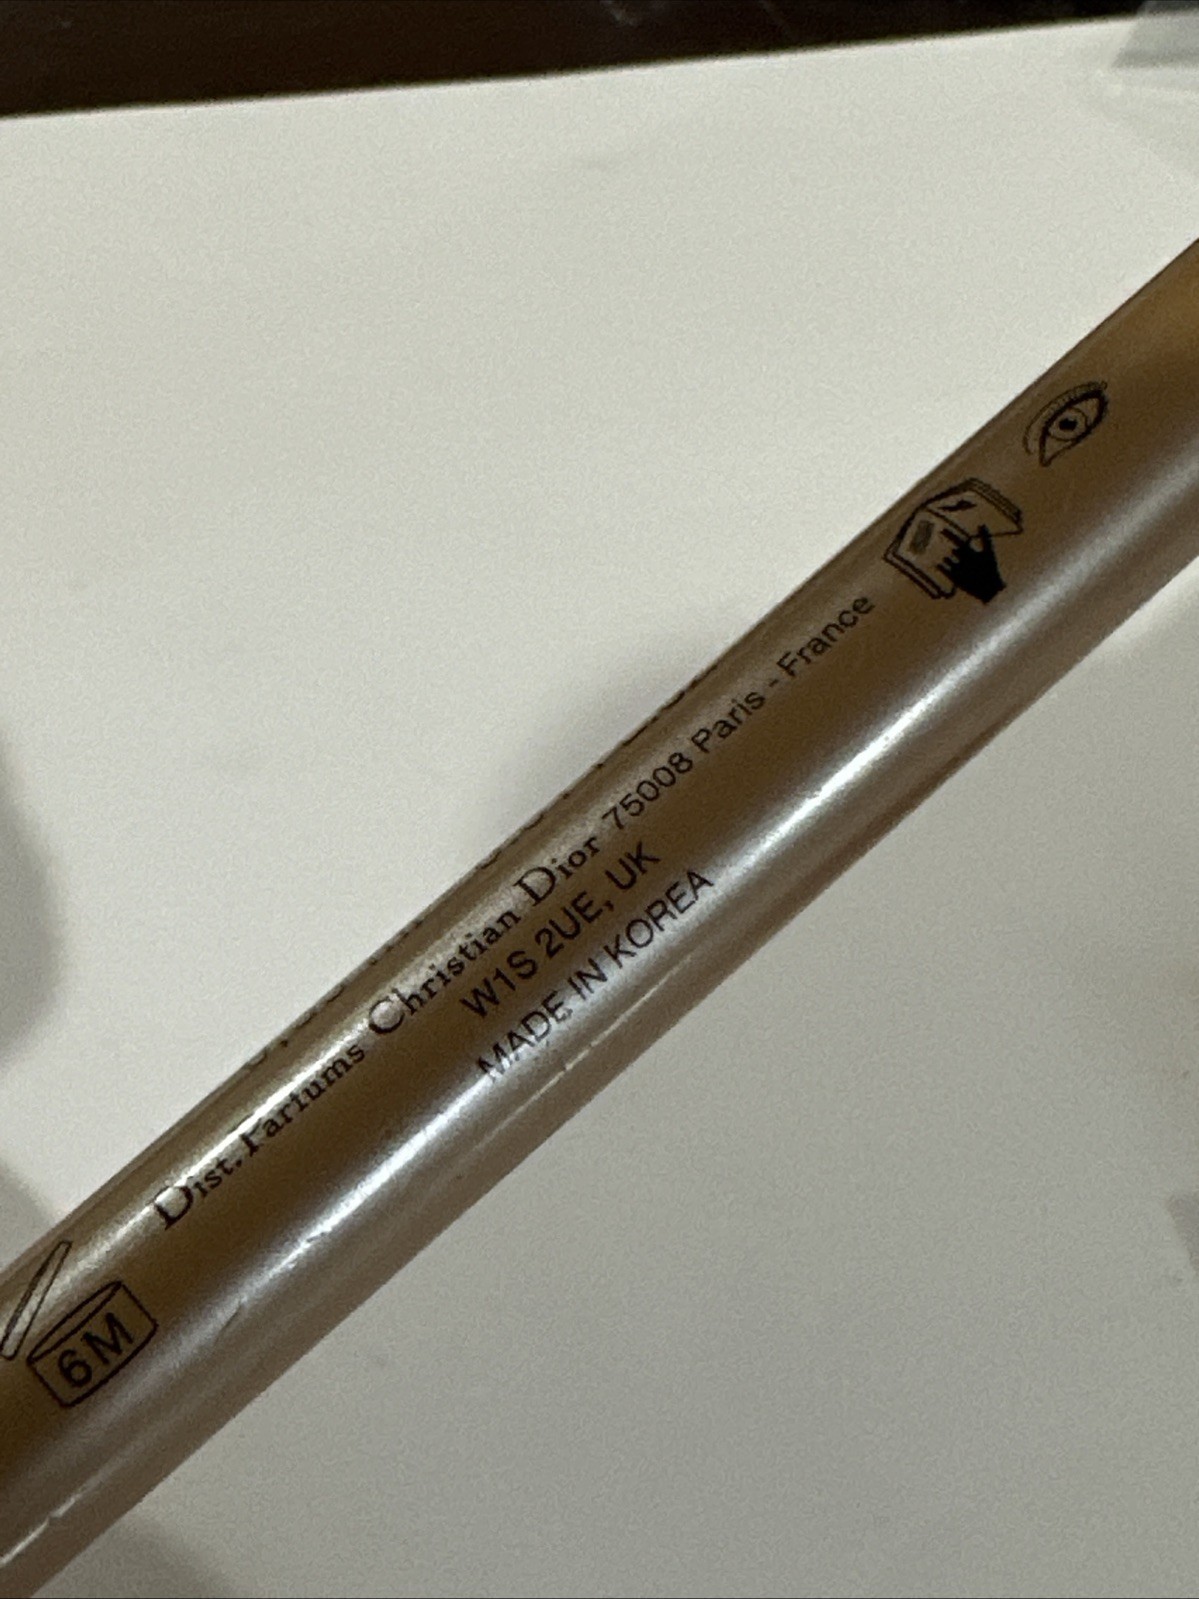 Dist. Parfums Christian Dior 75008 Paris - France
W1S 2UE, UK
MADE IN KOREA
6M